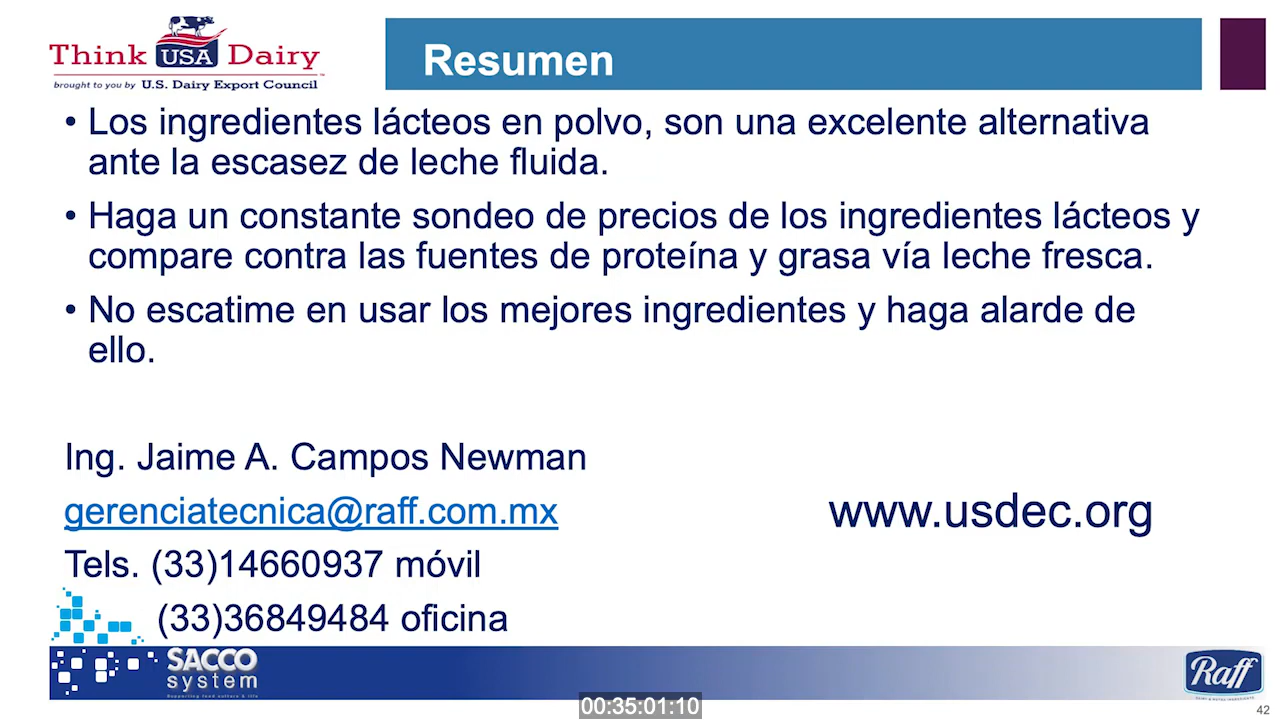 Think USA Dairy
brought to you by U.S. Dairy Export Council
Resumen
• Los ingredientes lácteos en polvo, son una excelente alternativa
ante la escasez de leche fluida.
• Haga un constante sondeo de precios de los ingredientes lácteos y
compare contra las fuentes de proteína y grasa vía leche fresca.
• No escatime en usar los mejores ingredientes y haga alarde de
ello.
Ing. Jaime A. Campos Newman
gerenciatecnica@raff.com.mx
www.usdec.org
Tels. (33)14660937 móvil
(33)36849484 oficina
SACCO
system
Supporting food culture & life
Raff
00:35:01:10
42